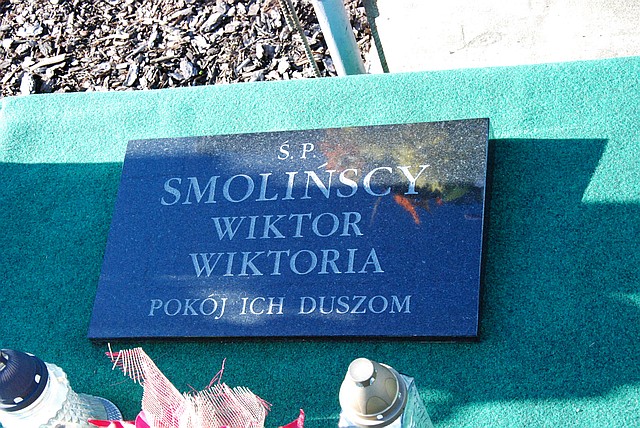 Ś.P.
SMOLIŃSCY
WIKTOR
WIKTORIA
POKÓJ ICH DUSZOM